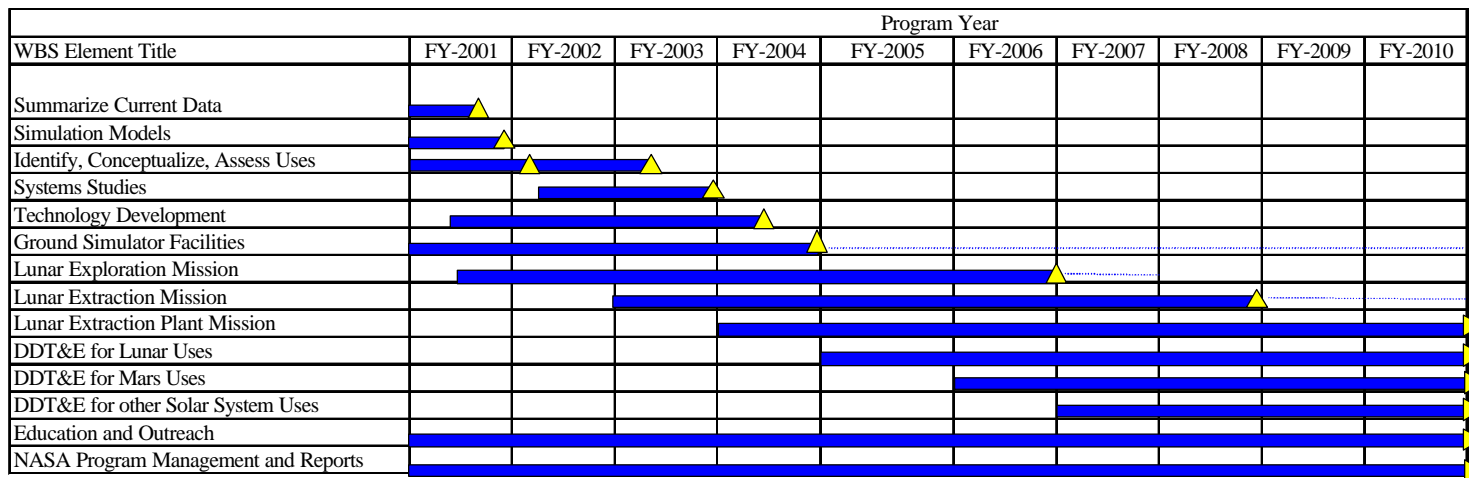 Program Year
WBS Element Title FY-2001 FY-2002 FY-2003 FY-2004 FY-2005 FY-2006 FY-2007 FY-2008 FY-2009 FY-2010
Summarize Current Data
Simulation Models
Identify, Conceptualize, Assess Uses
Systems Studies
Technology Development
Ground Simulator Facilities
Lunar Exploration Mission
Lunar Extraction Mission
Lunar Extraction Plant Mission
DDT&E for Lunar Uses
DDT&E for Mars Uses
DDT&E for other Solar System Uses
Education and Outreach
NASA Program Management and Reports